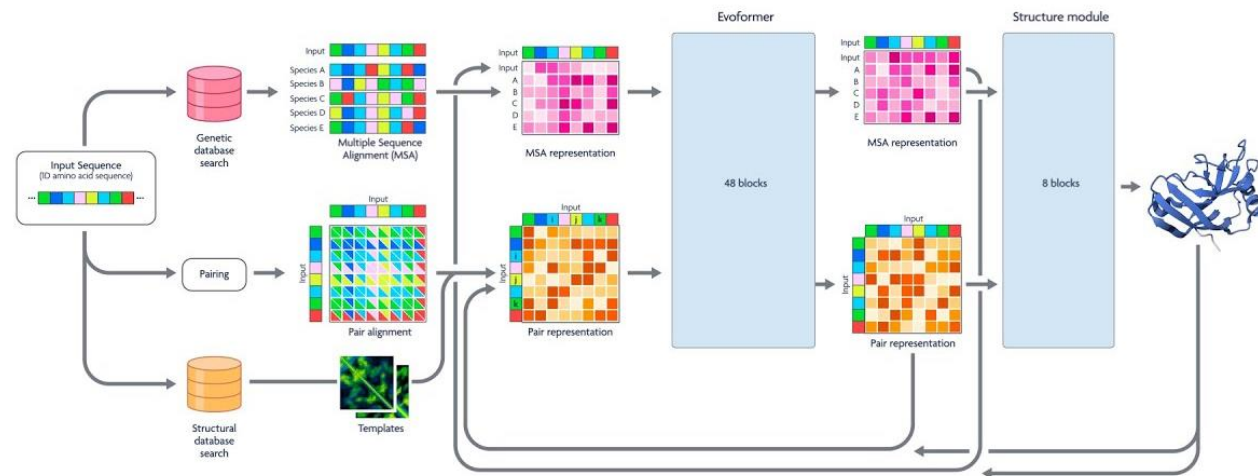 Evoformer
Structure module
Input
Species A
Species B
Species C
Species D
Species E
Multiple Sequence
Alignment (MSA)
Genetic
database
search
Input Sequence
(1D amino acid sequence)
...
...
Pairing
Input
Input
Pair alignment
Structural
database
search
Templates
Input
Input
A
B
C
D
E
MSA representation
Input
i
j
k
Input
i
j
k
Pair representation
48 blocks
Input
Input
A
B
C
D
E
MSA representation
Input
Input
Pair representation
8 blocks